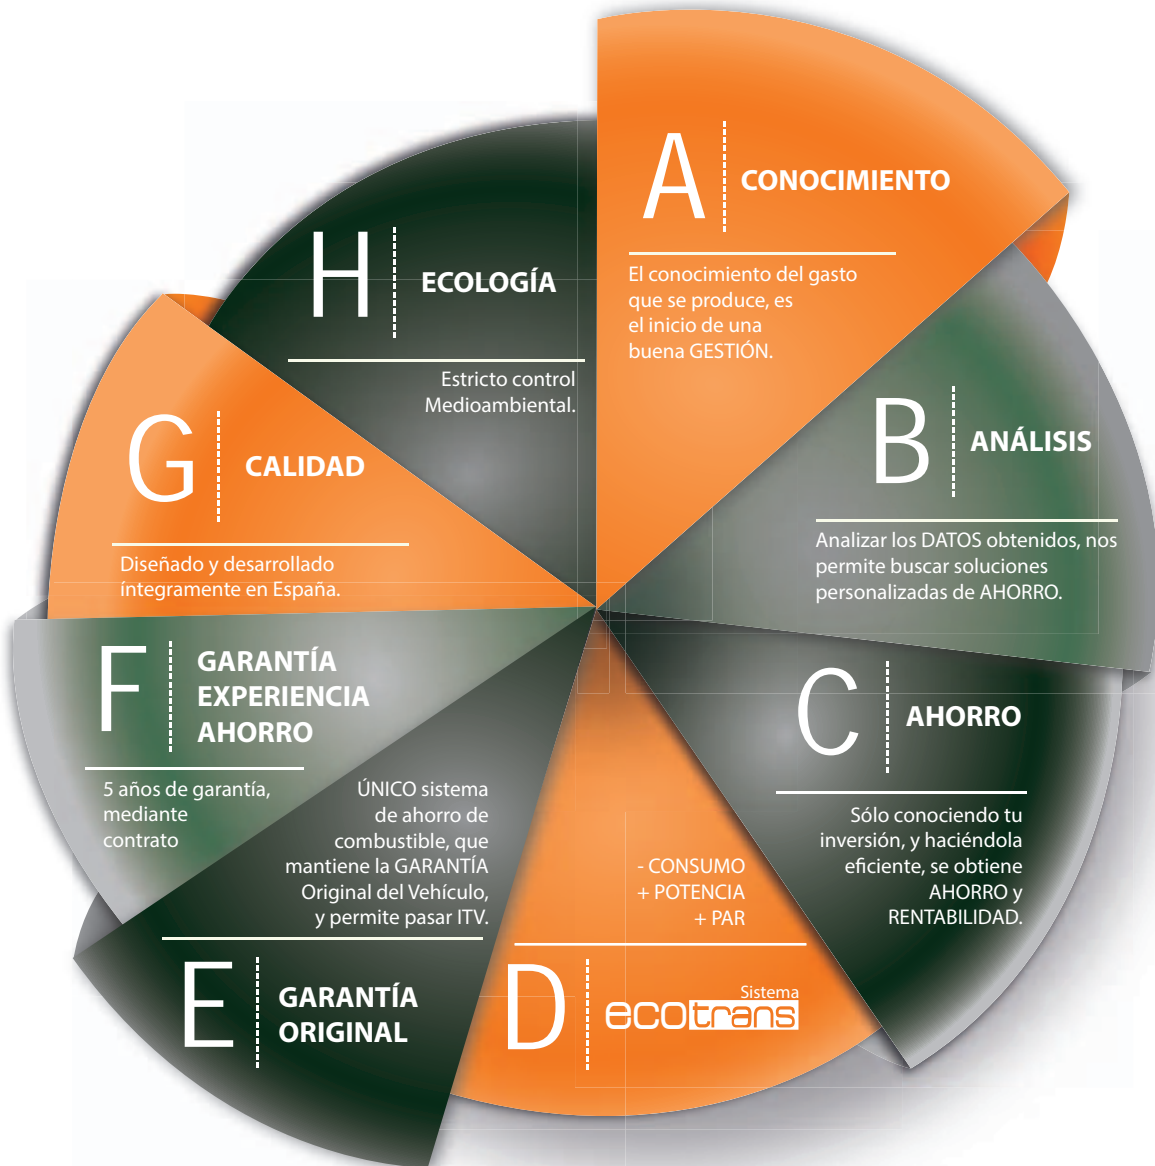 A
CONOCIMIENTO
El conocimiento del gasto
que se produce, es
el inicio de una
buena GESTIÓN.
B
ANÁLISIS
Analizar los DATOS obtenidos, nos
permite buscar soluciones
personalizadas de AHORRO.
C
AHORRO
Sólo conociendo tu
inversión, y haciéndola
eficiente, se obtiene
AHORRO y
RENTABILIDAD.
- CONSUMO
+ POTENCIA
+ PAR
D
Sistema
ecotrans
ÚNICO sistema
de ahorro de
combustible, que
mantiene la GARANTÍA
Original del Vehículo,
y permite pasar ITV.
E
GARANTÍA
ORIGINAL
F
GARANTÍA
EXPERIENCIA
AHORRO
5 años de garantía,
mediante
contrato
G
CALIDAD
Diseñado y desarrollado
íntegramente en España.
H
ECOLOGÍA
Estricto control
Medioambiental.